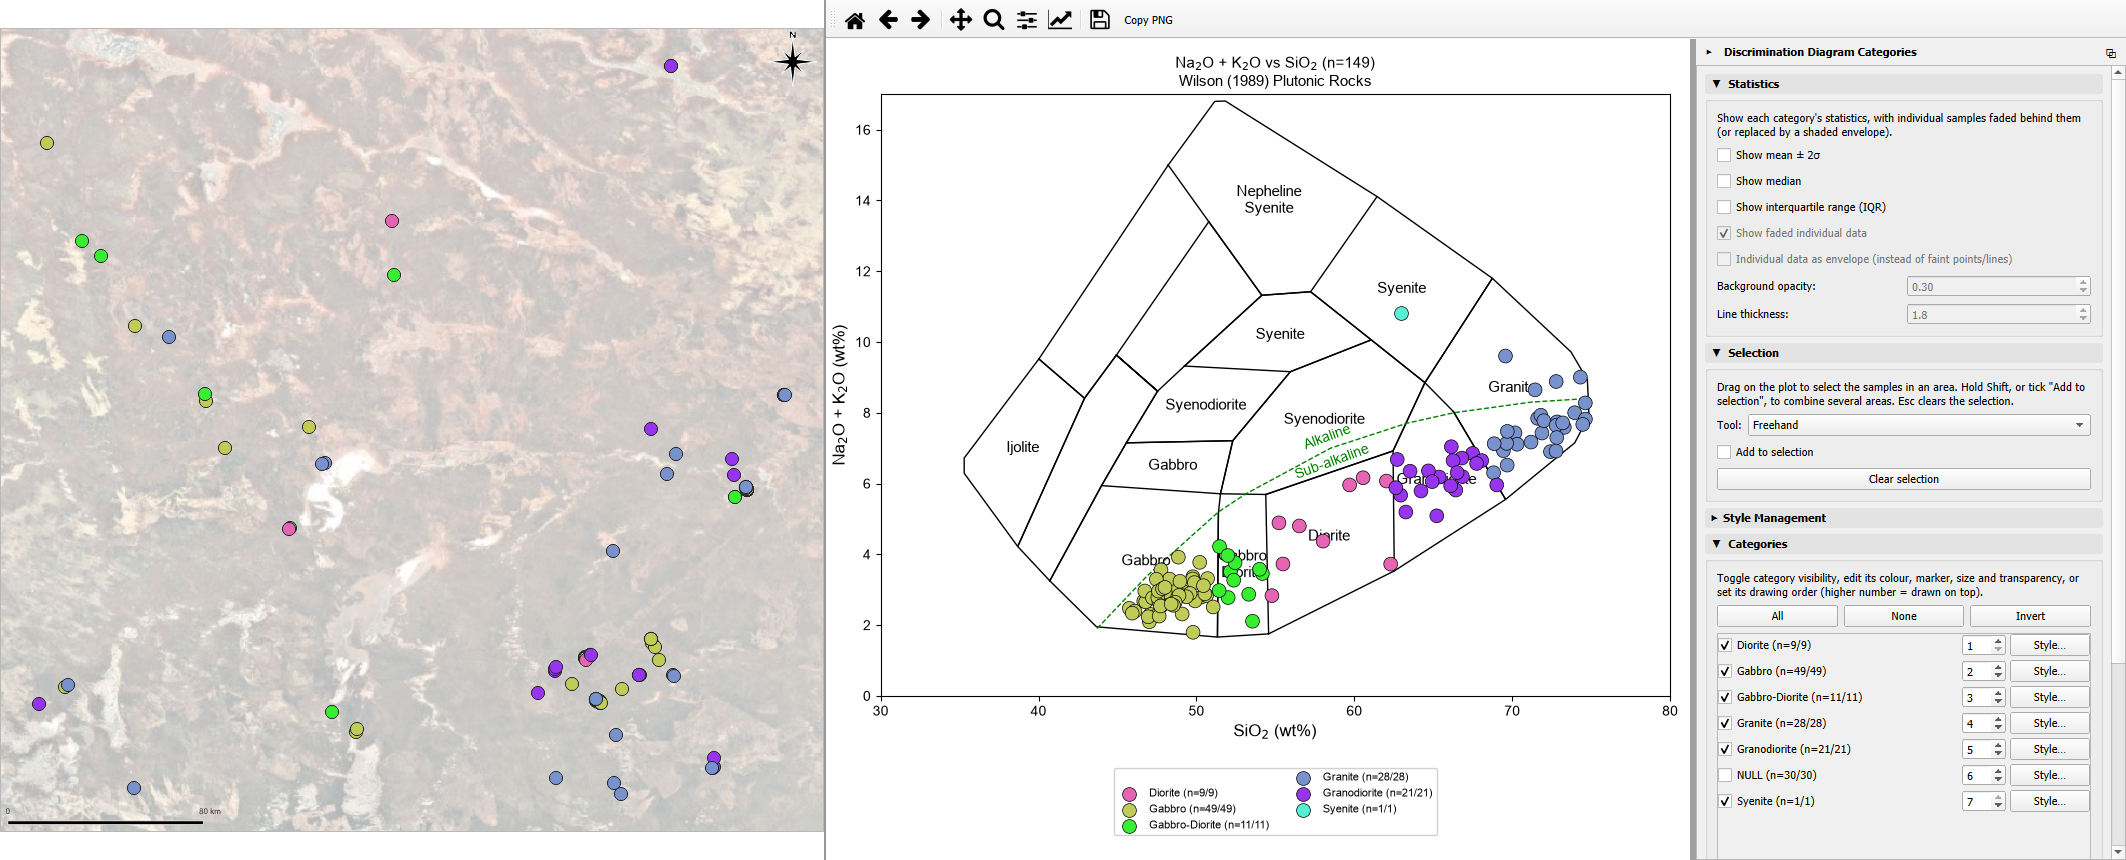 N
0
80 km
Copy PNG
Na₂O + K₂O vs SiO₂ (n=149)
Wilson (1989) Plutonic Rocks
Na₂O + K₂O (wt%)
16
14
12
10
8
6
4
2
0
30
40
50
60
70
80
SiO₂ (wt%)
Nepheline
Syenite
Syenite
Syenite
Syenodiorite
Syenodiorite
Ijolite
Gabbro
Gabbro
Diorite
Alkaline
Sub-alkaline
Diorite (n=9/9)
Gabbro (n=49/49)
Gabbro-Diorite (n=11/11)
Granite (n=28/28)
Granodiorite (n=21/21)
Syenite (n=1/1)
Discrimination Diagram Categories
Statistics
Show each category's statistics, with individual samples faded behind them
(or replaced by a shaded envelope).
Show mean ± 2σ
Show median
Show interquartile range (IQR)
Show faded individual data
Individual data as envelope (instead of faint points/lines)
Background opacity: 0.30
Line thickness: 1.8
Selection
Drag on the plot to select the samples in an area. Hold Shift, or tick "Add to
selection", to combine several areas. Esc clears the selection.
Tool: Freehand
Add to selection
Clear selection
Style Management
Categories
Toggle category visibility, edit its colour, marker, size and transparency, or
set its drawing order (higher number = drawn on top).
All None Invert
Diorite (n=9/9) 1 Style...
Gabbro (n=49/49) 2 Style...
Gabbro-Diorite (n=11/11) 3 Style...
Granite (n=28/28) 4 Style...
Granodiorite (n=21/21) 5 Style...
NULL (n=30/30) 6 Style...
Syenite (n=1/1) 7 Style...